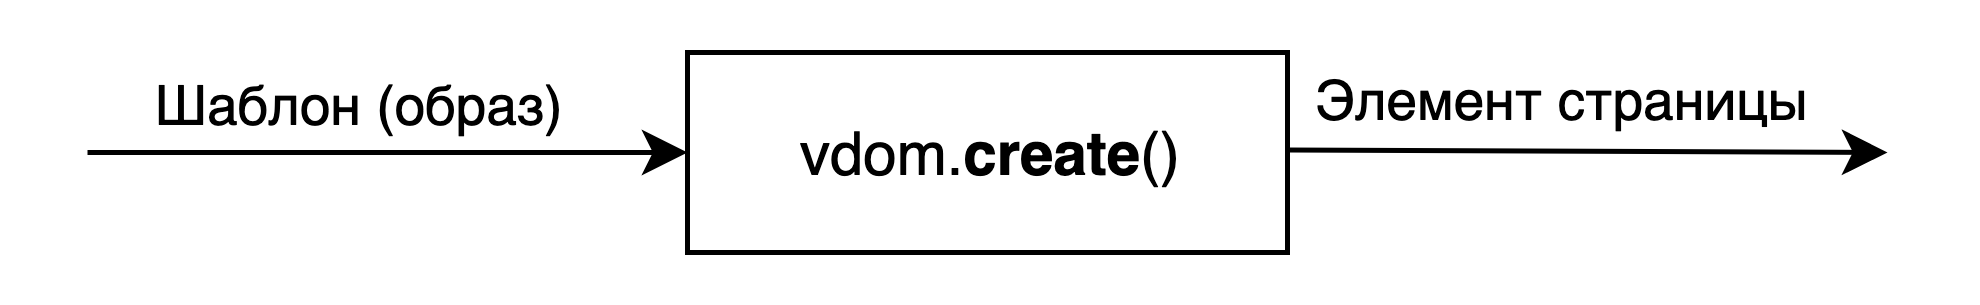 Шаблон (образ)
vdom.create()
Элемент страницы